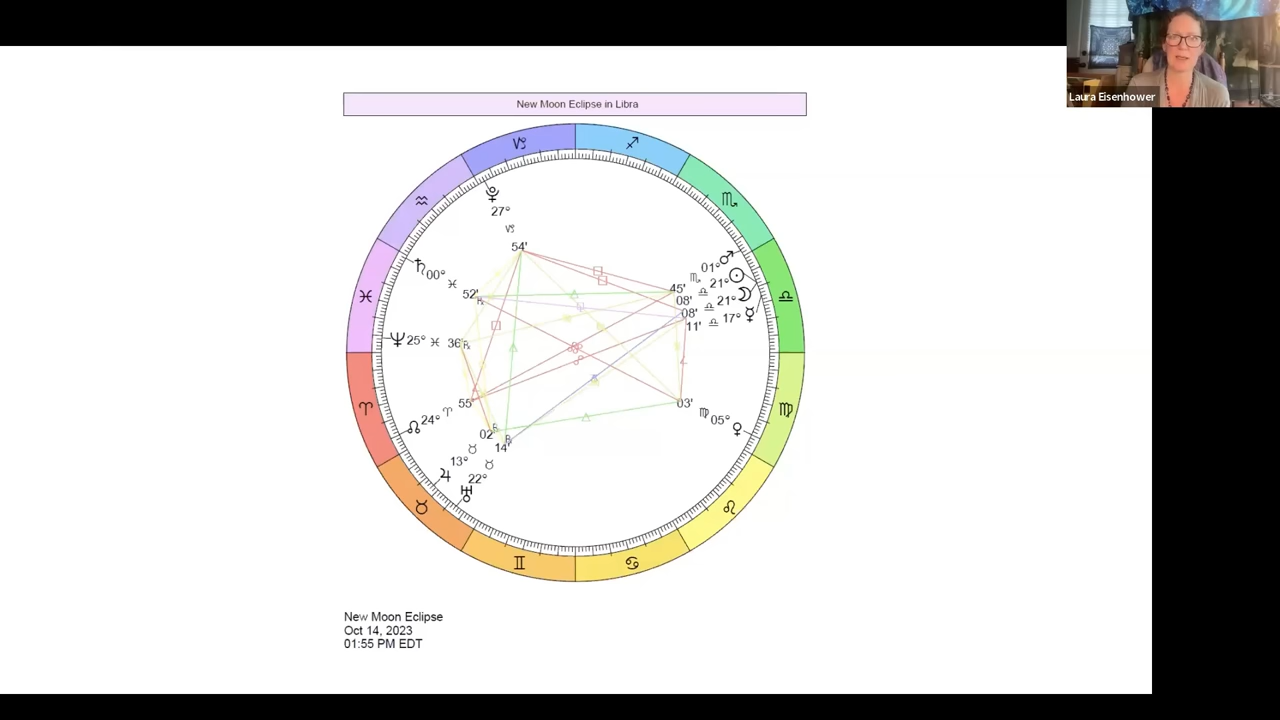 Laura Eisenhower
New Moon Eclipse in Libra
♑ ♐
♒ ♏
♇
27°
♑
54'
♄ 00° ♓ 52' ℞
01° ♂
♏ 45'
21° ☉
♎ 08'
21° ☽
♎ 08'
17° ☿
♎ 11'
♓ ♎
♆ 25° ♓ 36' ℞
♈ ♍
☊ 24° ♈ 55'
03' ♍ 05° ♀
02' ℞
♉
13°
♃
14' ℞
♉
22°
♅
♉ ♌
♊ ♋
New Moon Eclipse
Oct 14, 2023
01:55 PM EDT